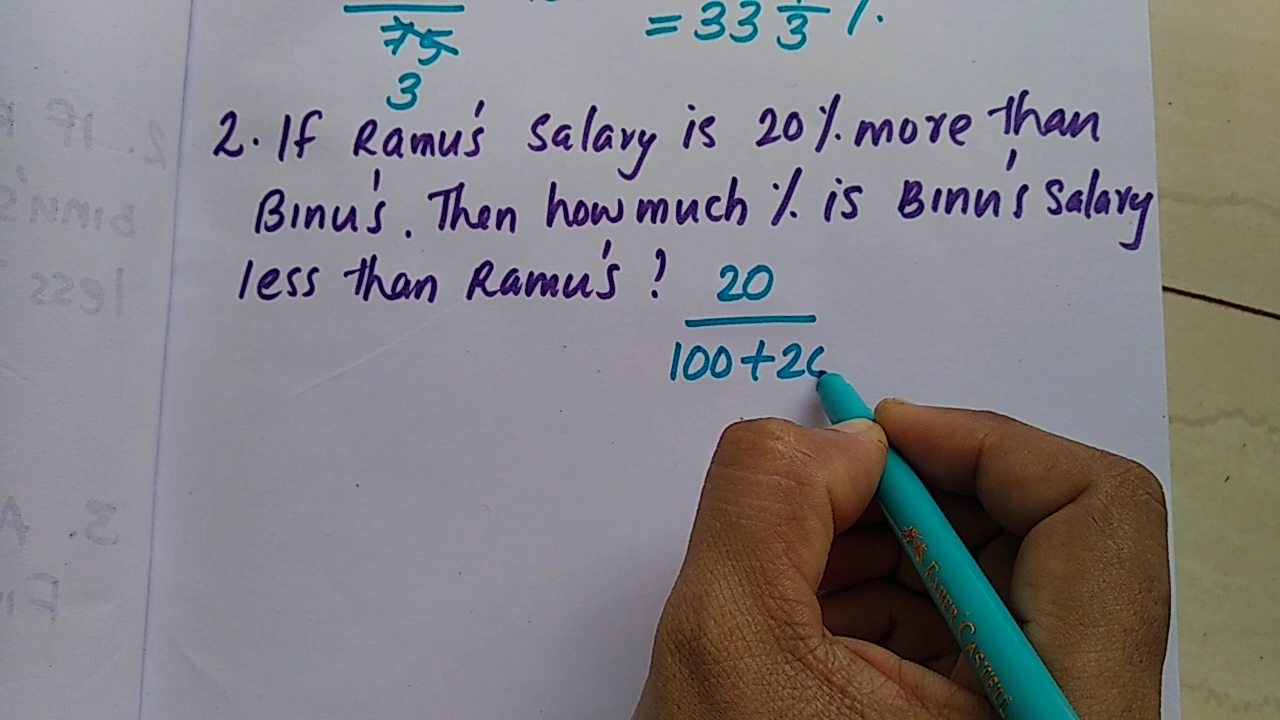 75
= 33 1/3 %.
3
2. If Ramu's salary is 20% more than
Binu's. Then how much % is Binu's salary
less than Ramu's ?
20
100+20
FABER-CASTELL